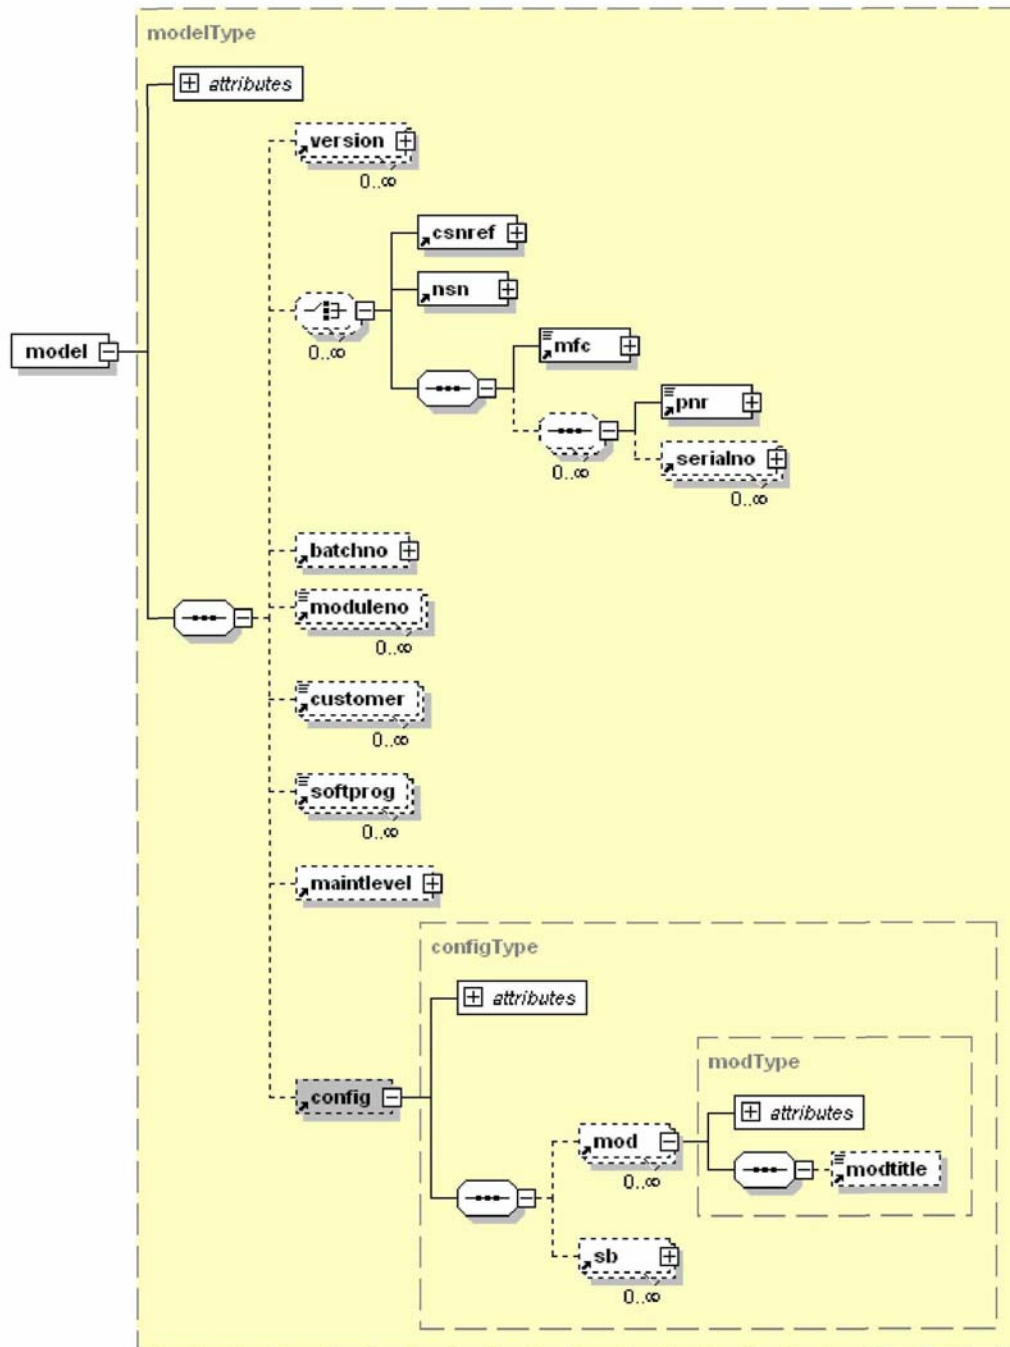 modelType
attributes
version
0..∞
csnref
nsn
0..∞
mfc
model
pnr
serialno
0..∞
0..∞
batchno
moduleno
0..∞
customer
0..∞
softprog
0..∞
maintlevel
configType
attributes
modType
attributes
config
mod
0..∞
modtitle
sb
0..∞